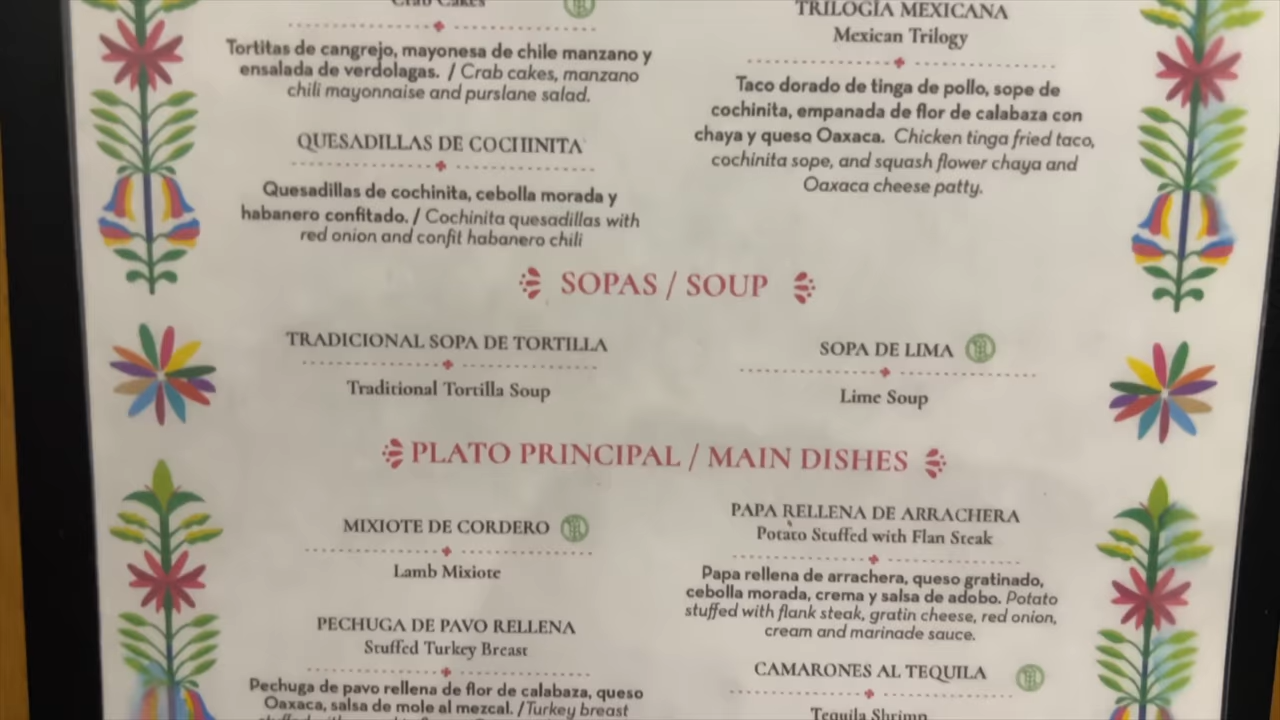 Crab Cakes
Tortitas de cangrejo, mayonesa de chile manzano y
ensalada de verdolagas. / Crab cakes, manzano
chili mayonnaise and purslane salad.
QUESADILLAS DE COCHINITA
Quesadillas de cochinita, cebolla morada y
habanero confitado. / Cochinita quesadillas with
red onion and confit habanero chili
TRILOGÍA MEXICANA
Mexican Trilogy
Taco dorado de tinga de pollo, sope de
cochinita, empanada de flor de calabaza con
chaya y queso Oaxaca. Chicken tinga fried taco,
cochinita sope, and squash flower chaya and
Oaxaca cheese patty.
SOPAS / SOUP
TRADICIONAL SOPA DE TORTILLA
Traditional Tortilla Soup
SOPA DE LIMA
Lime Soup
PLATO PRINCIPAL / MAIN DISHES
MIXIOTE DE CORDERO
Lamb Mixiote
PECHUGA DE PAVO RELLENA
Stuffed Turkey Breast
Pechuga de pavo rellena de flor de calabaza, queso
Oaxaca, salsa de mole al mezcal. /Turkey breast
PAPA RELLENA DE ARRACHERA
Potato Stuffed with Flan Steak
Papa rellena de arrachera, queso gratinado,
cebolla morada, crema y salsa de adobo. Potato
stuffed with flank steak, gratin cheese, red onion,
cream and marinade sauce.
CAMARONES AL TEQUILA
Tequila Shrimp